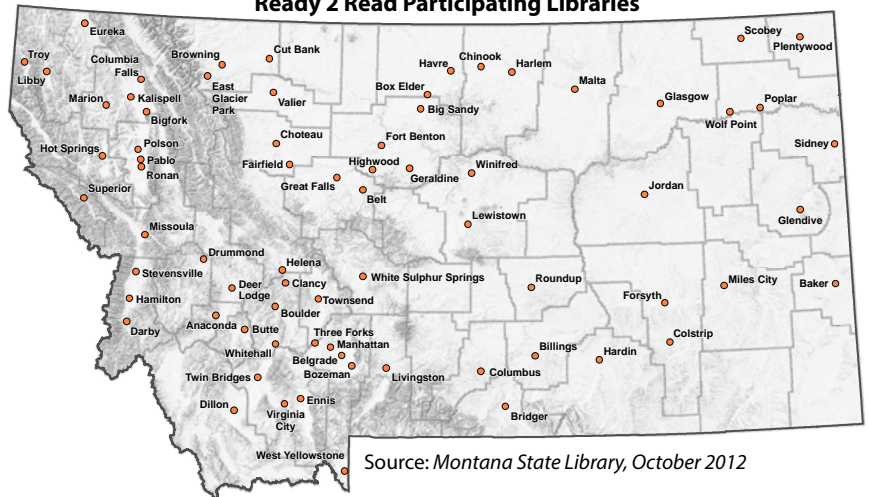 Ready 2 Read Participating Libraries
Eureka
Troy
Libby
Columbia
Falls
Browning
Cut Bank
East
Glacier
Park
Marion
Kalispell
Bigfork
Valier
Havre
Chinook
Harlem
Box Elder
Big Sandy
Malta
Scobey
Plentywood
Glasgow
Poplar
Wolf Point
Hot Springs
Polson
Pablo
Ronan
Choteau
Fairfield
Fort Benton
Highwood
Great Falls
Geraldine
Belt
Winifred
Sidney
Superior
Jordan
Lewistown
Glendive
Missoula
Drummond
Stevensville
Helena
Clancy
Deer
Lodge
White Sulphur Springs
Roundup
Miles City
Baker
Hamilton
Townsend
Boulder
Forsyth
Darby
Anaconda
Butte
Three Forks
Manhattan
Whitehall
Belgrade
Bozeman
Billings
Hardin
Colstrip
Twin Bridges
Livingston
Columbus
Dillon
Virginia
City
Ennis
Bridger
West Yellowstone
Source: Montana State Library, October 2012